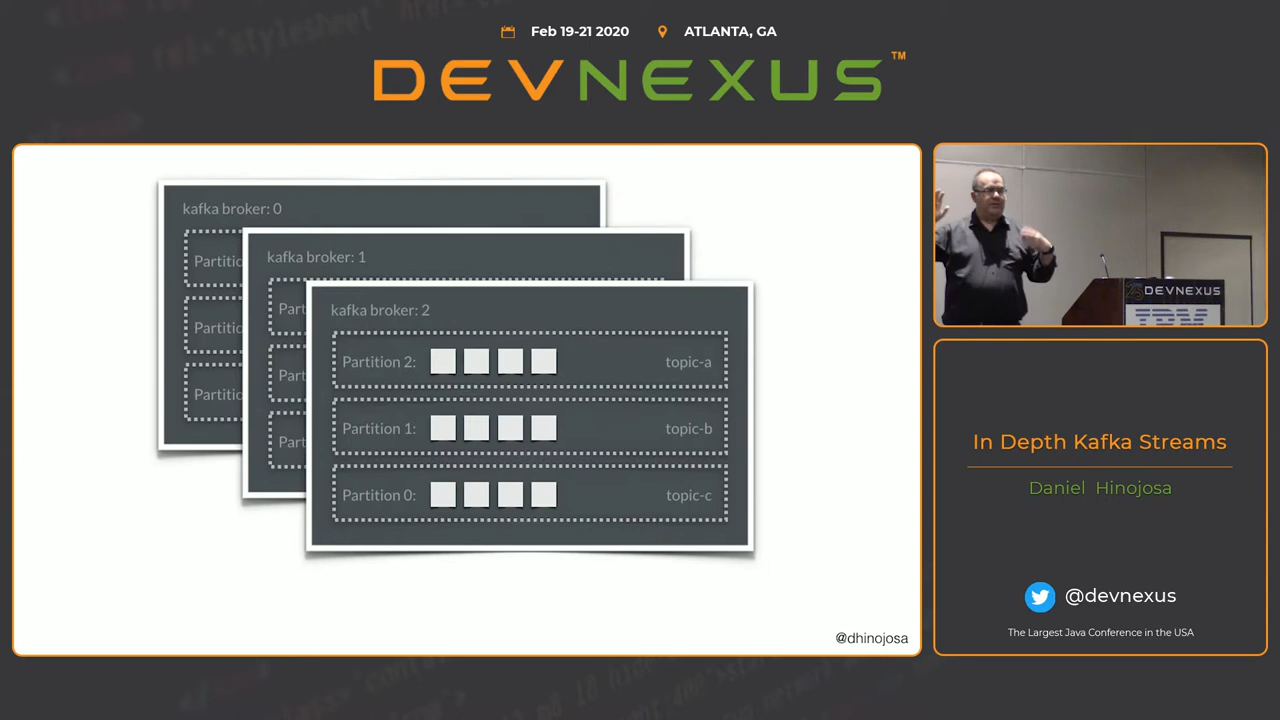 Feb 19-21 2020 ATLANTA, GA
DEVNEXUS™
kafka broker: 0
kafka broker: 1
kafka broker: 2
Partition 2: topic-a
Partition 1: topic-b
Partition 0: topic-c
@dhinojosa
DEVNEXUS
IBM
In Depth Kafka Streams
Daniel Hinojosa
@devnexus
The Largest Java Conference in the USA